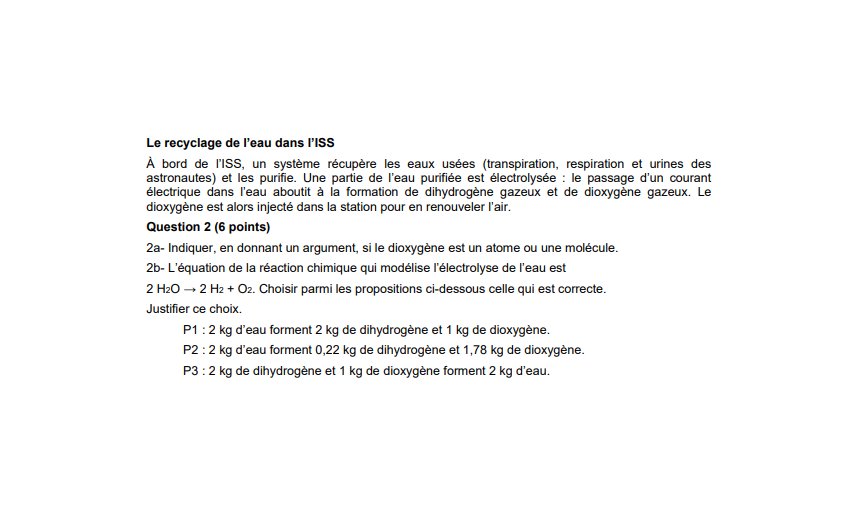 Le recyclage de l'eau dans l'ISS
À bord de l'ISS, un système récupère les eaux usées (transpiration, respiration et urines des
astronautes) et les purifie. Une partie de l'eau purifiée est électrolysée : le passage d'un courant
électrique dans l'eau aboutit à la formation de dihydrogène gazeux et de dioxygène gazeux. Le
dioxygène est alors injecté dans la station pour en renouveler l'air.
Question 2 (6 points)
2a- Indiquer, en donnant un argument, si le dioxygène est un atome ou une molécule.
2b- L'équation de la réaction chimique qui modélise l'électrolyse de l'eau est
2 H2O → 2 H2 + O2. Choisir parmi les propositions ci-dessous celle qui est correcte.
Justifier ce choix.
P1 : 2 kg d'eau forment 2 kg de dihydrogène et 1 kg de dioxygène.
P2 : 2 kg d'eau forment 0,22 kg de dihydrogène et 1,78 kg de dioxygène.
P3 : 2 kg de dihydrogène et 1 kg de dioxygène forment 2 kg d'eau.